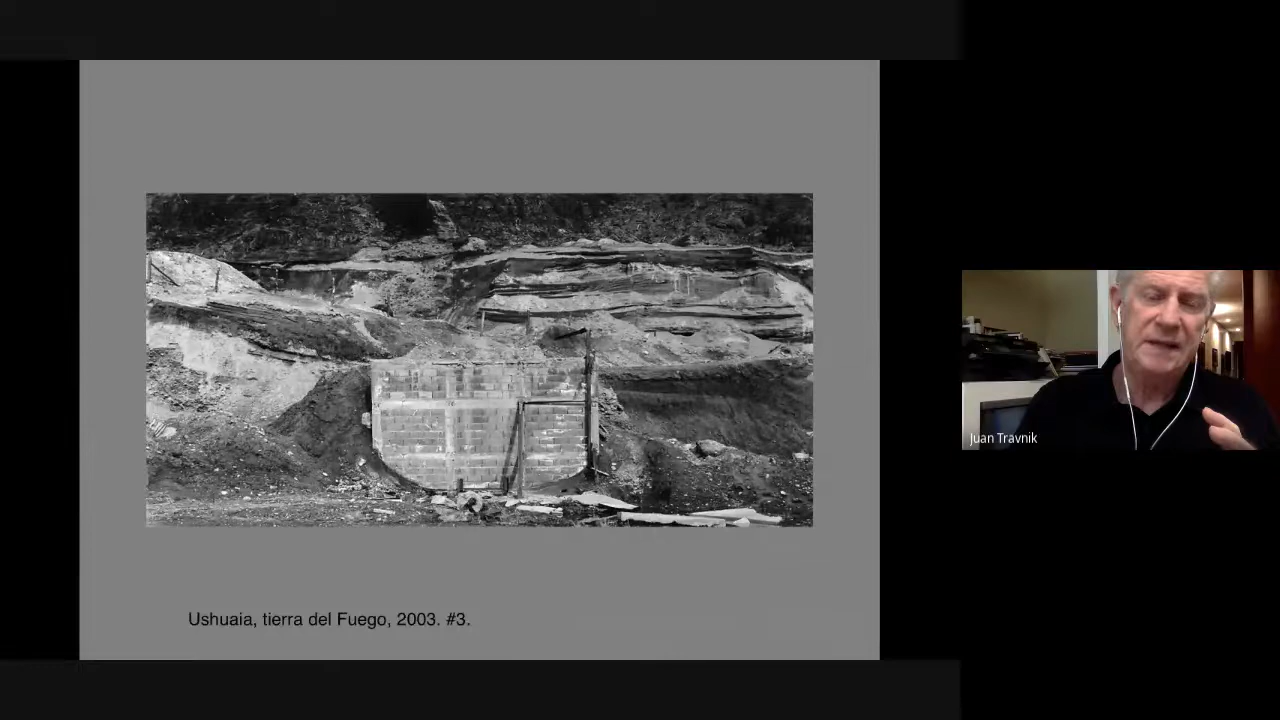 Ushuaia, tierra del Fuego, 2003. #3.
Juan Travnik